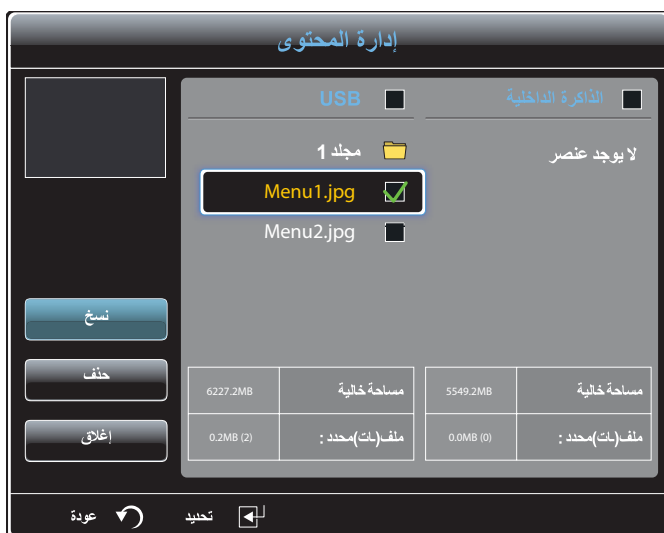 إدارة المحتوى
الذاكرة الداخلية
USB
لا يوجد عنصر
مجلد 1
Menu1.jpg
Menu2.jpg
نسخ
حذف
إغلاق
مساحة خالية 5549.2MB
مساحة خالية 6227.2MB
ملف(ات)محدد : 0.0MB (0)
ملف(ات)محدد : 0.2MB (2)
تحديد عودة